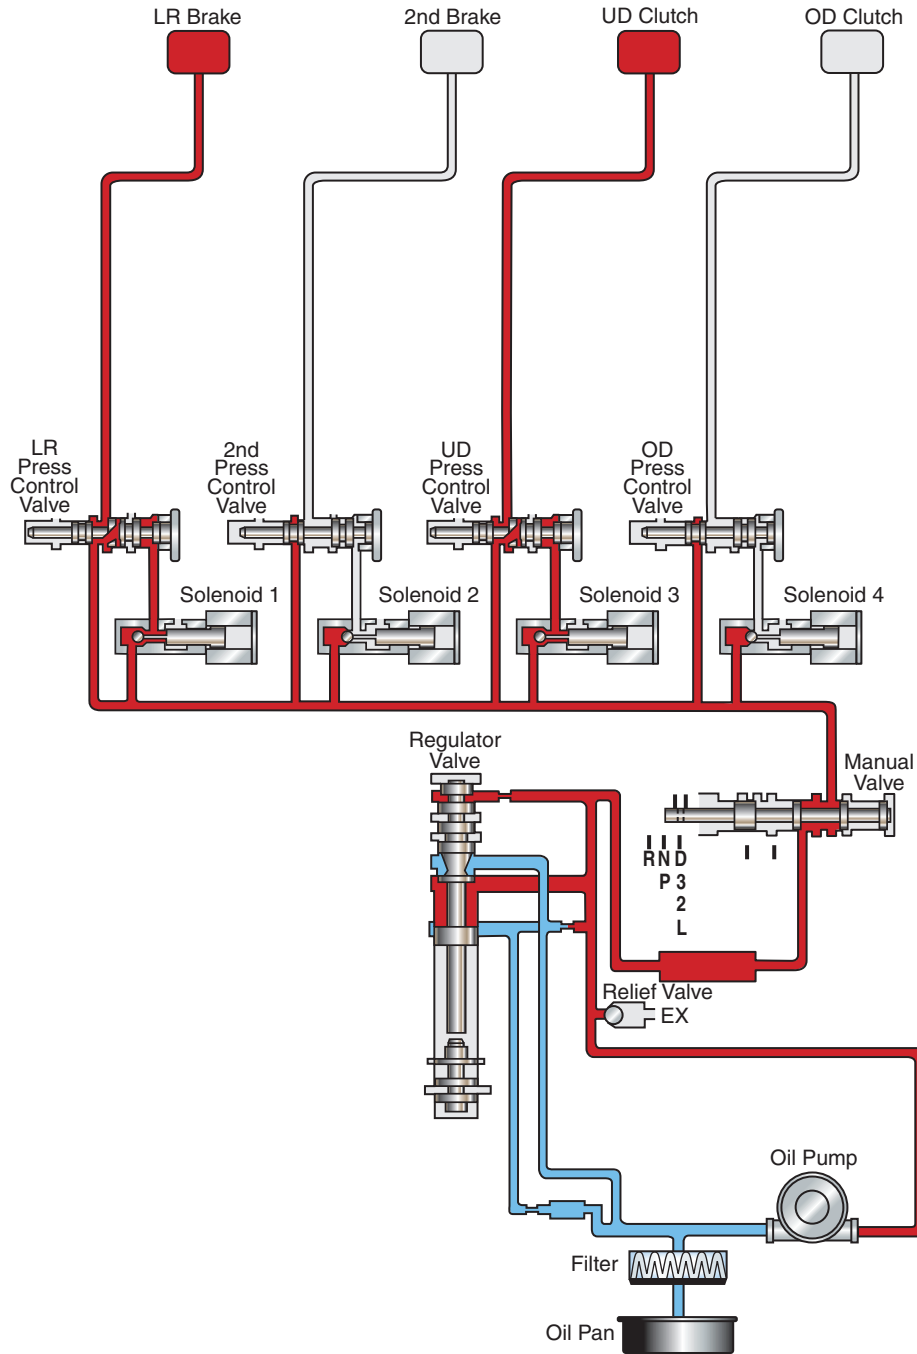 LR Brake
2nd Brake
UD Clutch
OD Clutch
LR
Press
Control
Valve
2nd
Press
Control
Valve
UD
Press
Control
Valve
OD
Press
Control
Valve
Solenoid 1
Solenoid 2
Solenoid 3
Solenoid 4
Regulator
Valve
Manual
Valve
R N D
P 3
2
L
Relief Valve
EX
Oil Pump
Filter
Oil Pan